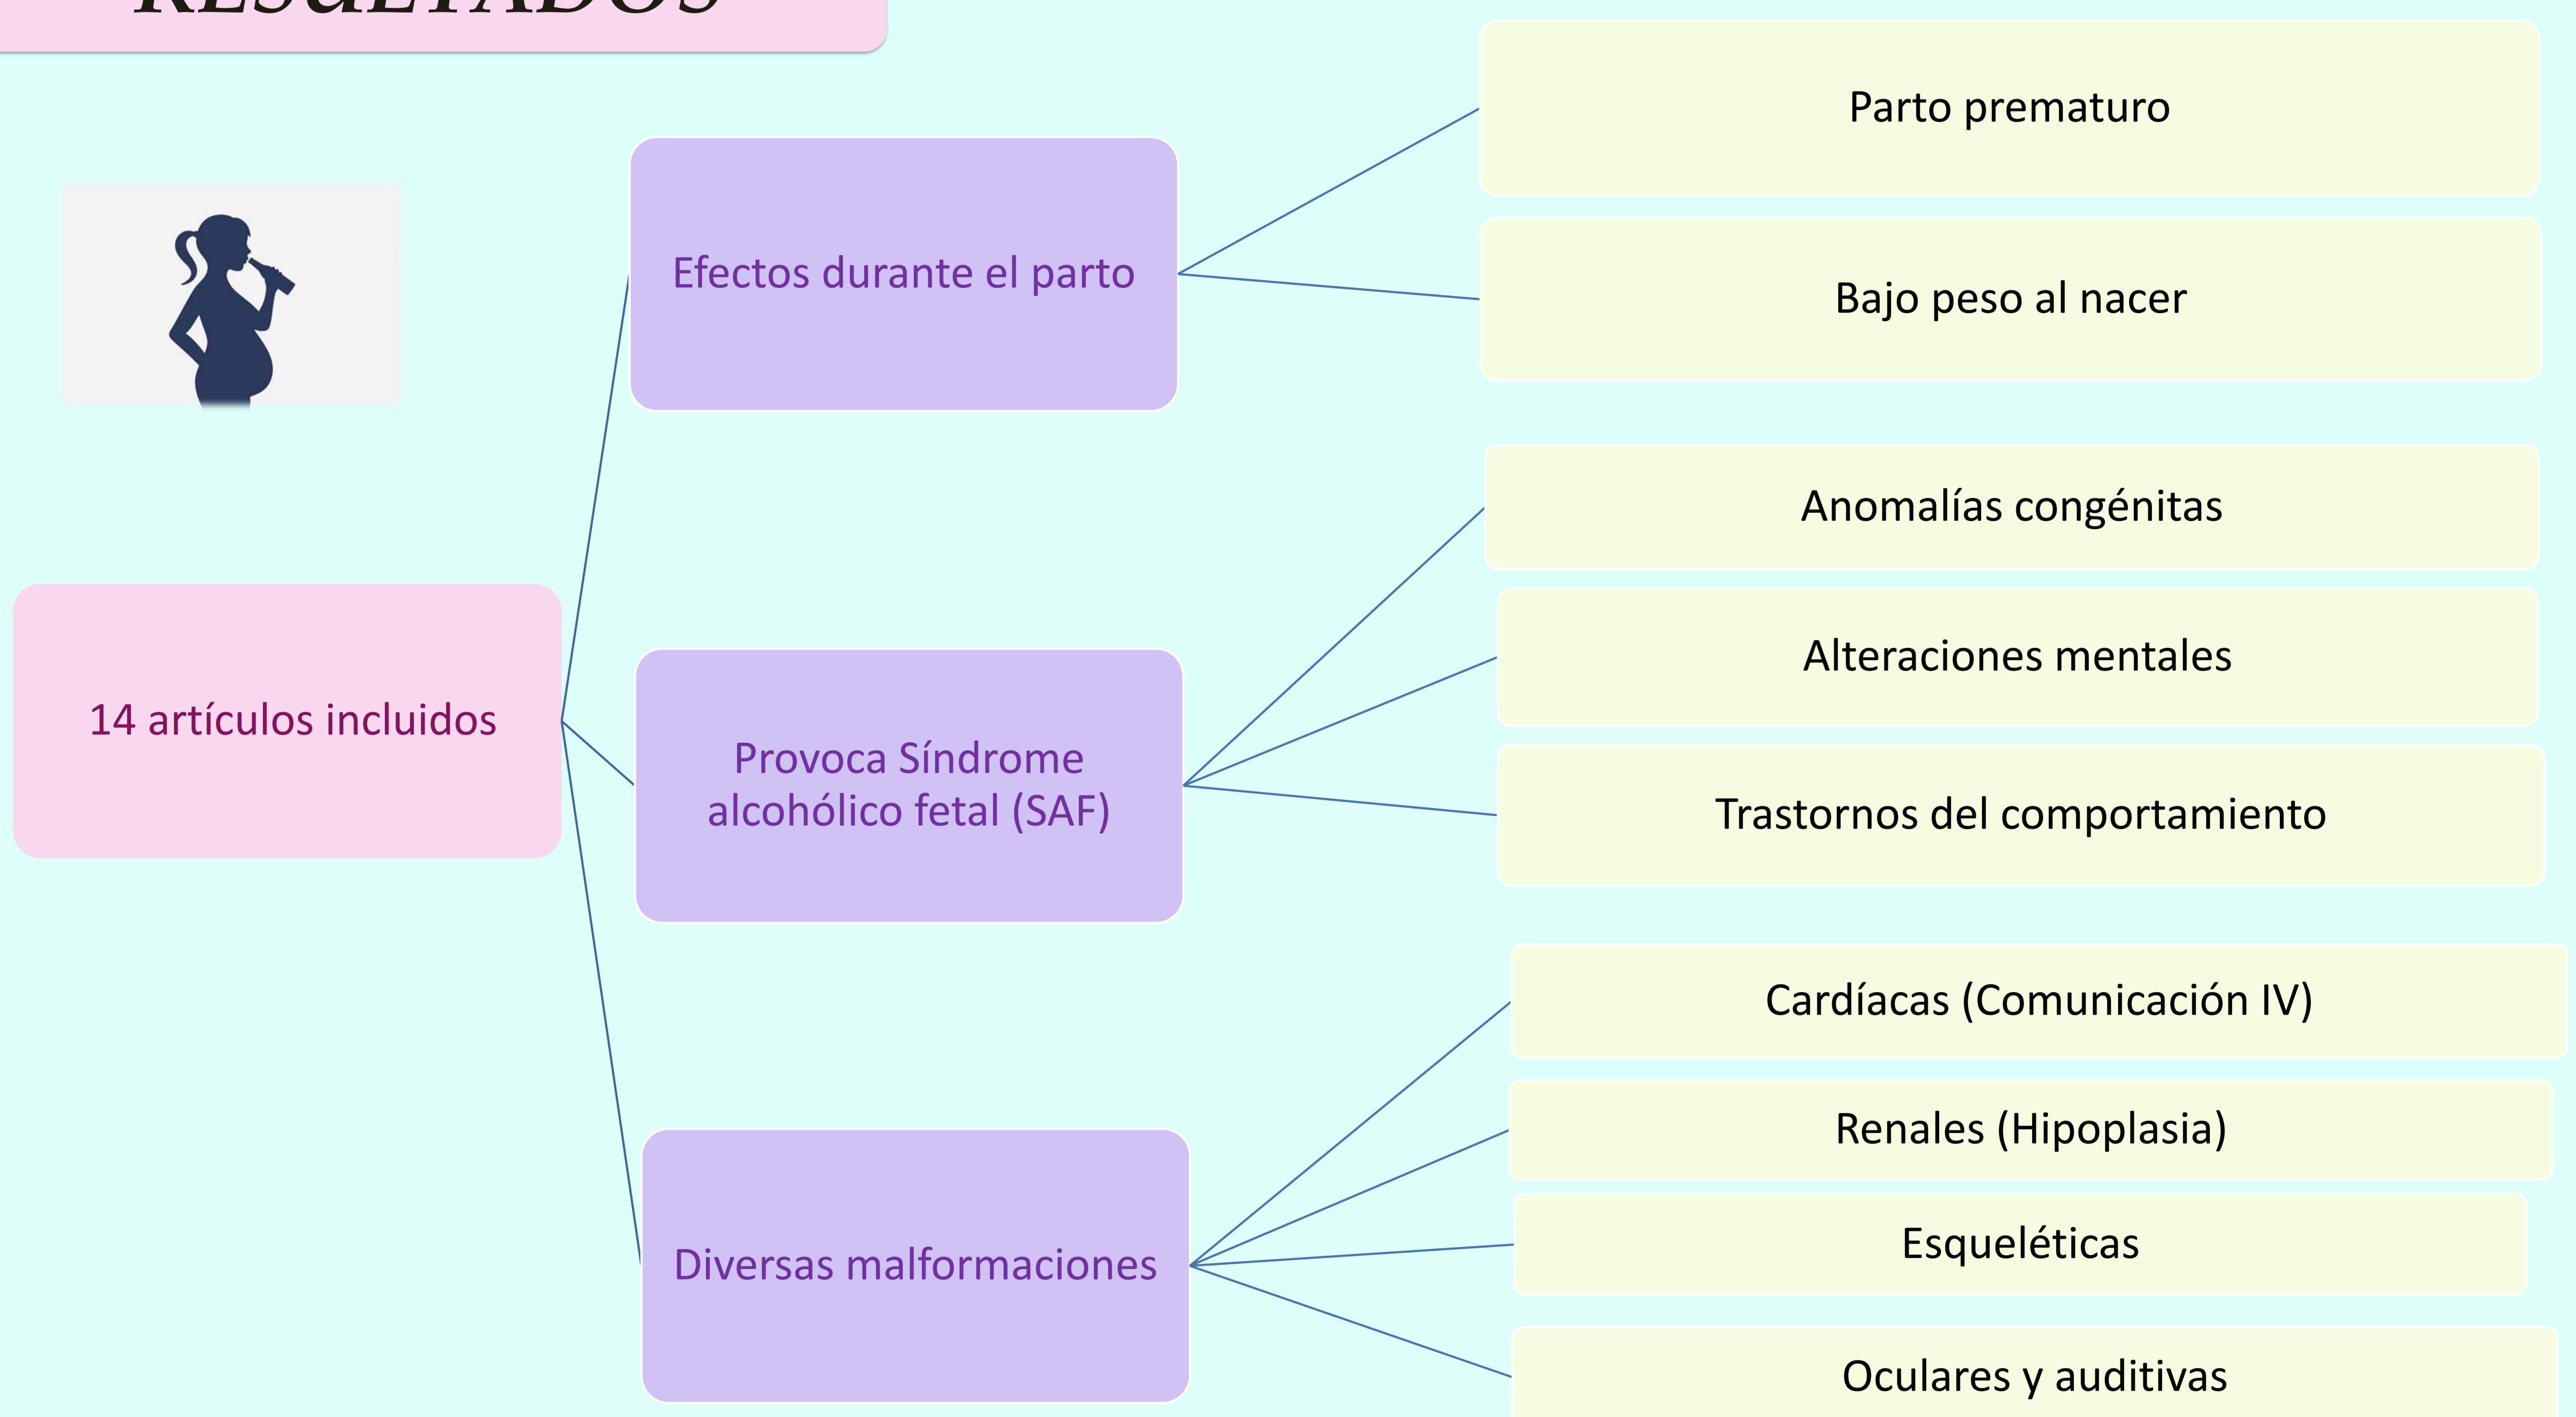 RESULTADOS
Parto prematuro
Efectos durante el parto
Bajo peso al nacer
Anomalías congénitas
Alteraciones mentales
14 artículos incluidos
Provoca Síndrome
alcohólico fetal (SAF)
Trastornos del comportamiento
Cardíacas (Comunicación IV)
Renales (Hipoplasia)
Diversas malformaciones
Esqueléticas
Oculares y auditivas